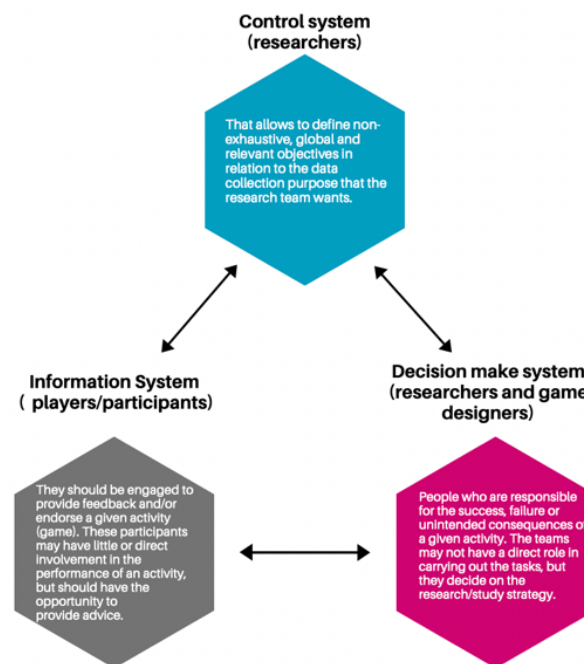 Control system
(researchers)
That allows to define non-
exhaustive, global and
relevant objectives in
relation to the data
collection purpose that the
research team wants.
Information System
( players/participants)
Decision make system
(researchers and game
designers)
They should be engaged to
provide feedback and/or
endorse a given activity
(game). These participants
may have little or direct
involvement in the
performance of an activity,
but should have the
opportunity to
provide advice.
People who are responsible
for the success, failure or
unintended consequences of
a given activity. The teams
may not have a direct role in
carrying out the tasks, but
they decide on the
research/study strategy.